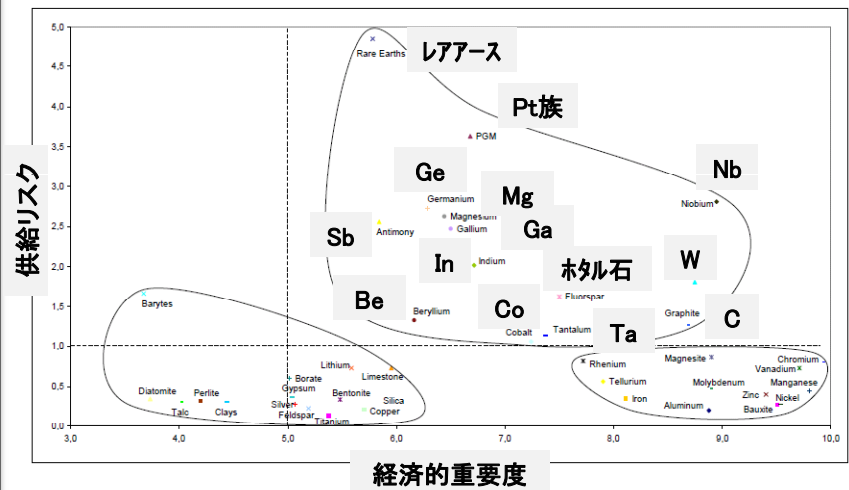 5,0
レアアース
Rare Earths
4,5
4,0
Pt族
3,5
PGM
Ge
Nb
3,0
Germanium
Mg
Niobium
Magnesium
2,5
Sb
Antimony
Gallium
Ga
供給リスク
In
Indium
W
2,0
ホタル石
Be
Fluorspar
1,5
Barytes
Beryllium
Co
Graphite
C
Cobalt
Tantalum
Ta
1,0
Rhenium
Magnesite
Chromium
Lithium
Limestone
Vanadium
Borate
Tellurium
0,5
Diatomite
Perlite
Gypsum
Bentonite
Silica
Molybdenum
Manganese
Talc
Clays
Silver
Copper
Iron
Zinc
Nickel
Feldspar
Aluminum
Bauxite
Titanium
0,0
3,0
4,0
5,0
6,0
7,0
8,0
9,0
10,0
経済的重要度